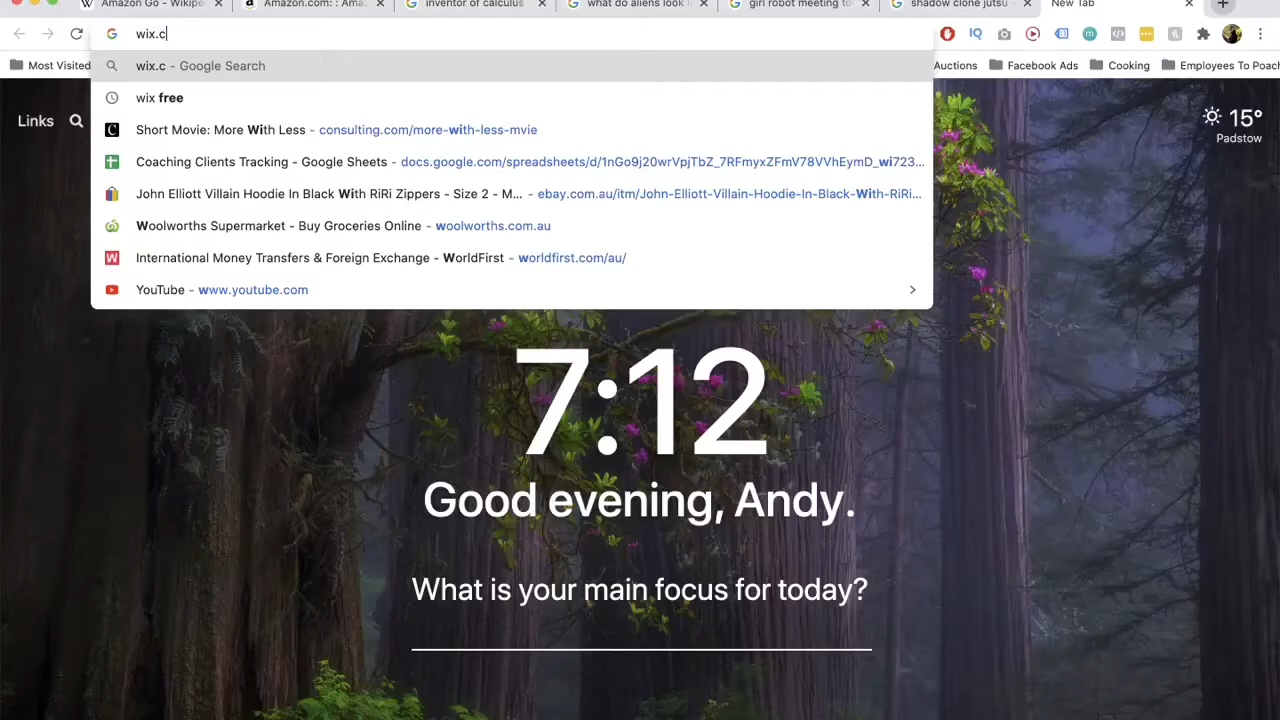 Amazon Go - Wikipe
Amazon.com: : Ama
inventor of calculus
what do aliens look l
girl robot meeting to
shadow clone jutsu -
New Tab
wix.c
Most Visited
Auctions
Facebook Ads
Cooking
Employees To Poach
wix.c - Google Search
wix free
Short Movie: More With Less - consulting.com/more-with-less-mvie
Coaching Clients Tracking - Google Sheets - docs.google.com/spreadsheets/d/1nGo9j20wrVpjTbZ_7RFmyxZFmV78VVhEymD_wi723...
John Elliott Villain Hoodie In Black With RiRi Zippers - Size 2 - M... - ebay.com.au/itm/John-Elliott-Villain-Hoodie-In-Black-With-RiRi...
Woolworths Supermarket - Buy Groceries Online - woolworths.com.au
International Money Transfers & Foreign Exchange - WorldFirst - worldfirst.com/au/
YouTube - www.youtube.com
Links
15°
Padstow
7:12
Good evening, Andy.
What is your main focus for today?